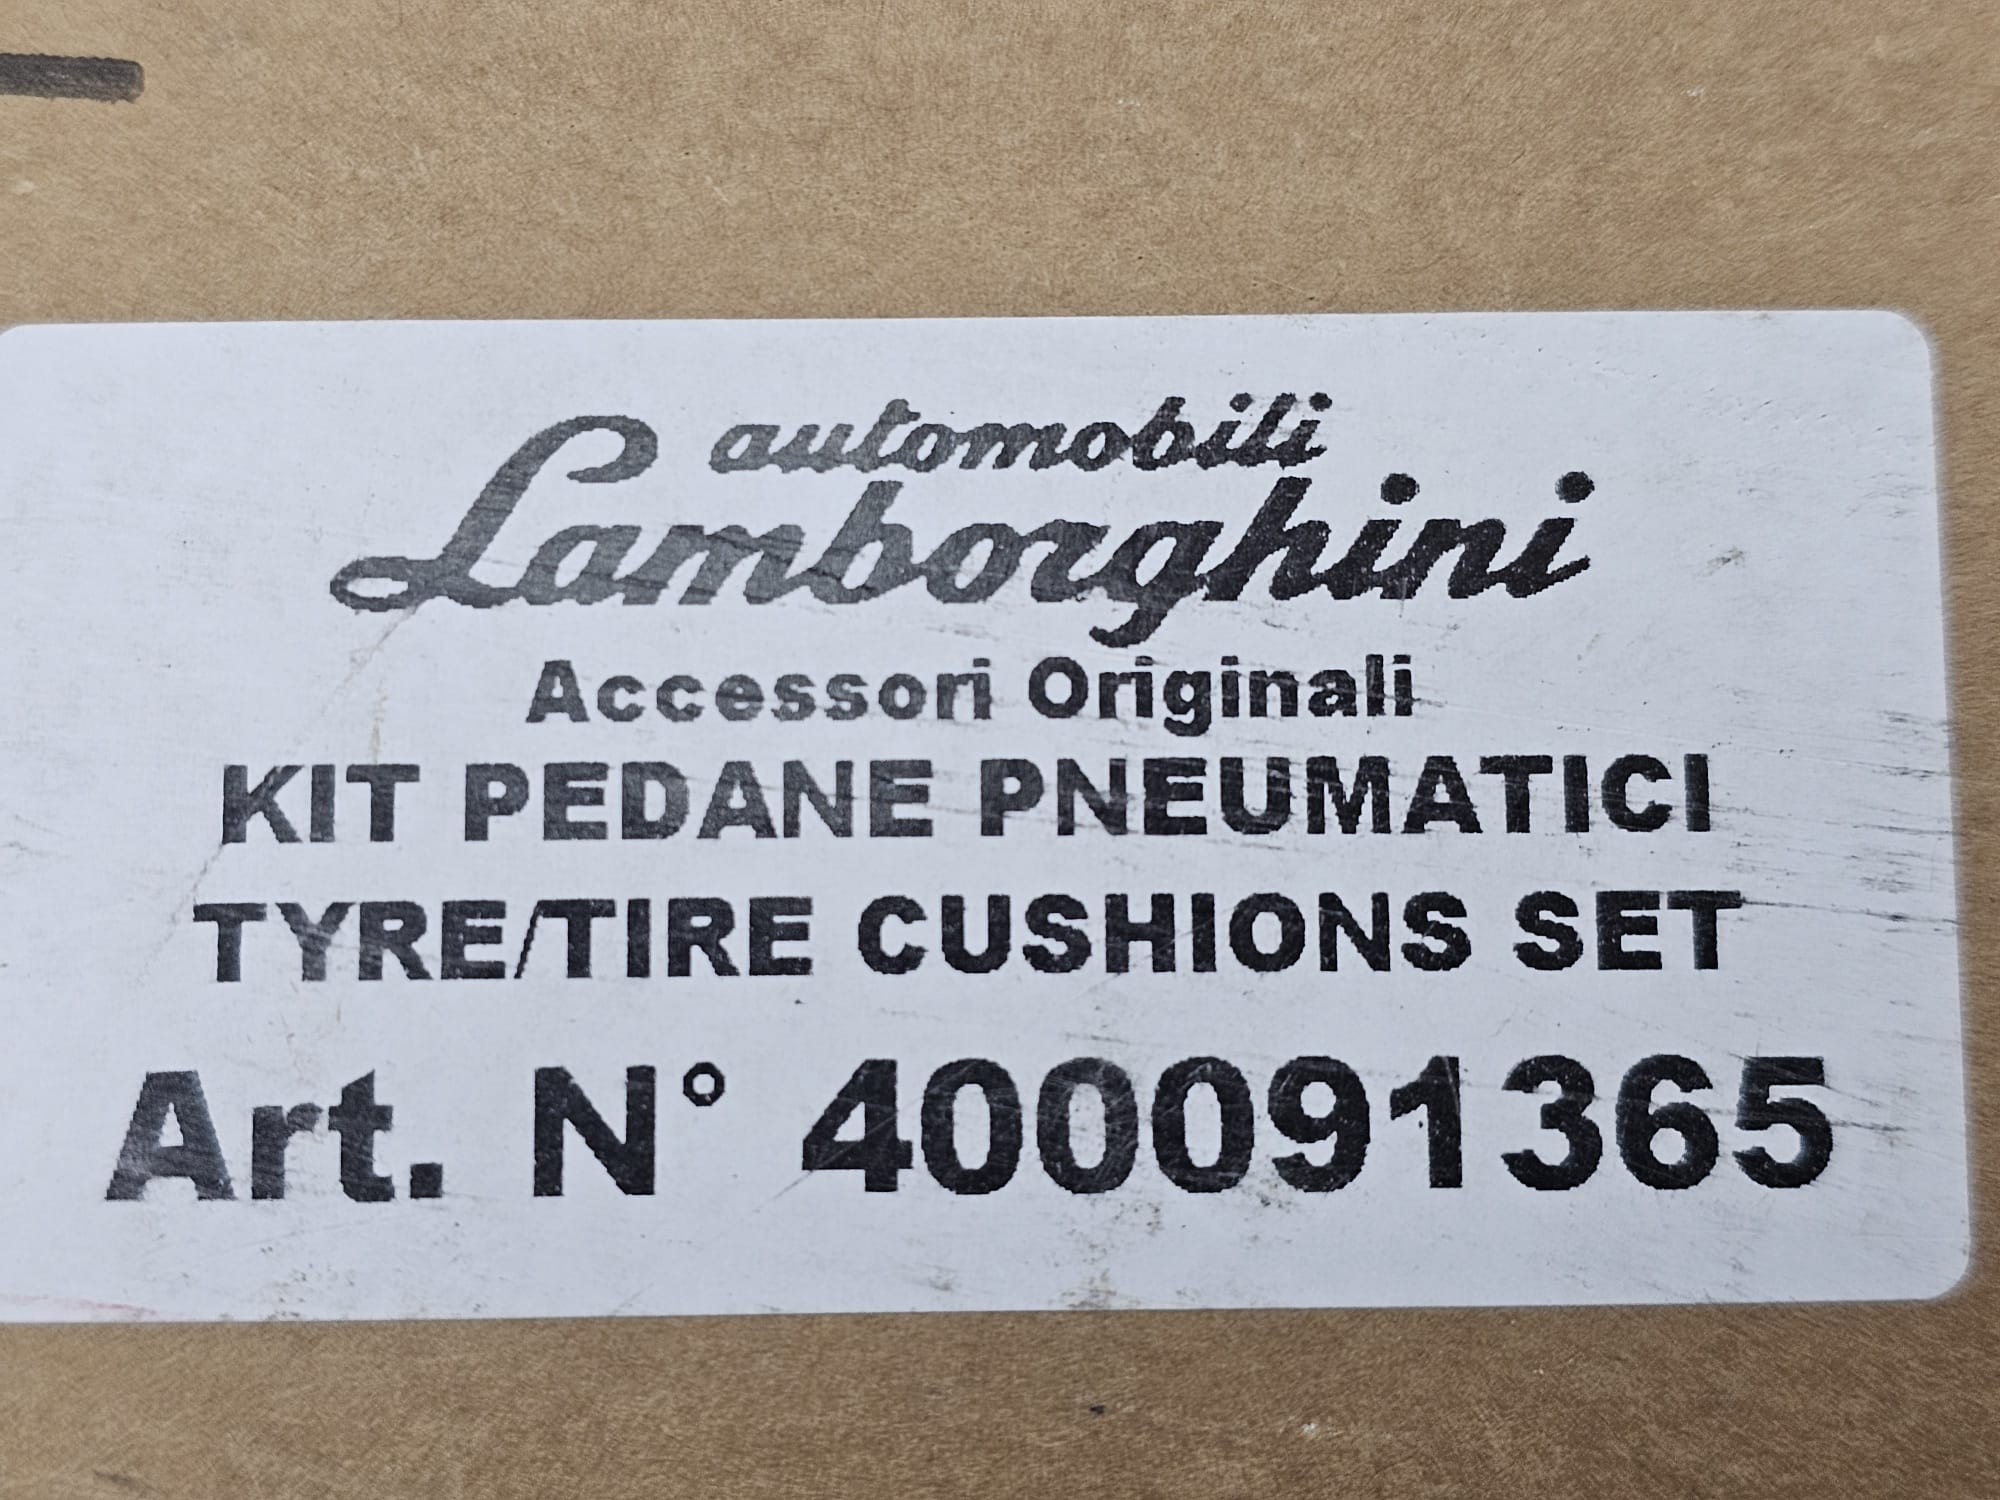 automobili
Lamborghini
Accessori Originali
KIT PEDANE PNEUMATICI
TYRE/TIRE CUSHIONS SET
Art. N° 400091365